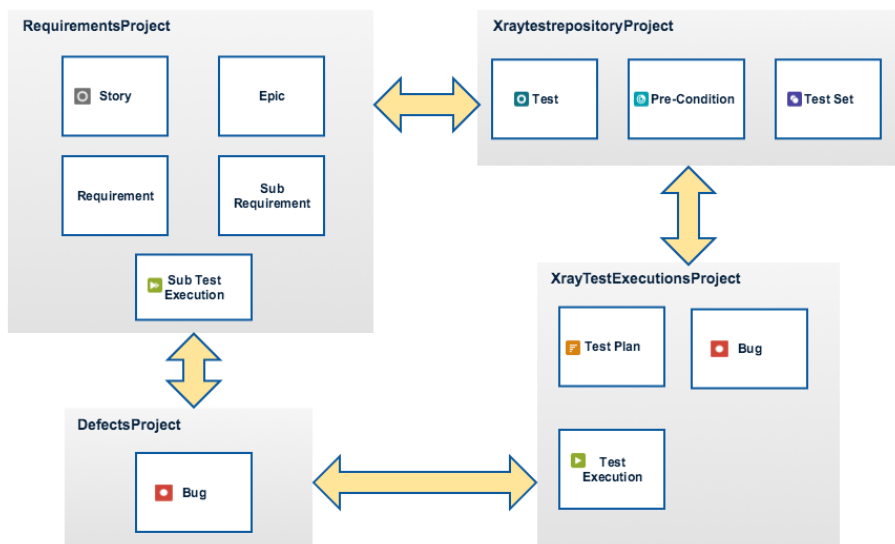 RequirementsProject
Story
Epic
Requirement
Sub
Requirement
Sub Test
Execution
XraytestrepositoryProject
Test
Pre-Condition
Test Set
XrayTestExecutionsProject
Test Plan
Bug
Test
Execution
DefectsProject
Bug